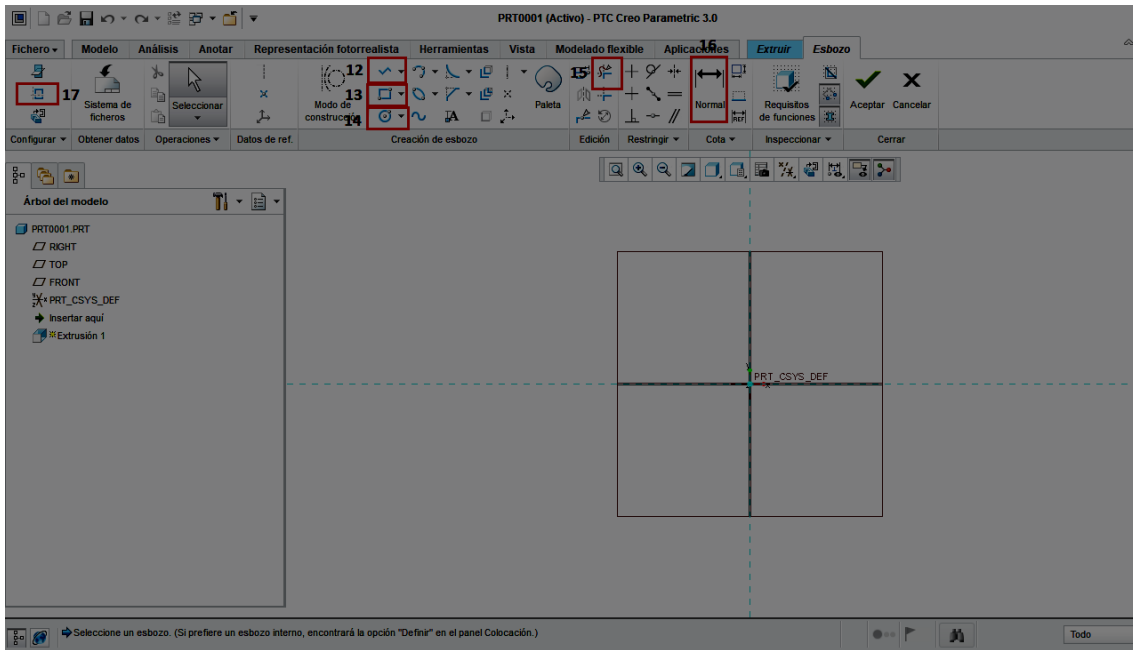 PRT0001 (Activo) - PTC Creo Parametric 3.0
Fichero Modelo Análisis Anotar Representación fotorrealista Herramientas Vista Modelado flexible Aplicaciones Extruir Esbozo
16
12 15
17 13
14
Sistema de ficheros
Seleccionar
Modo de construcción
Paleta
Normal
REF
Requisitos de funciones
Aceptar Cancelar
Configurar Obtener datos Operaciones Datos de ref. Creación de esbozo Edición Restringir Cota Inspeccionar Cerrar
Árbol del modelo
PRT0001.PRT
RIGHT
TOP
FRONT
PRT_CSYS_DEF
Insertar aquí
Extrusión 1
Y
PRT_CSYS_DEF
X
Seleccione un esbozo. (Si prefiere un esbozo interno, encontrará la opción "Definir" en el panel Colocación.)
Todo